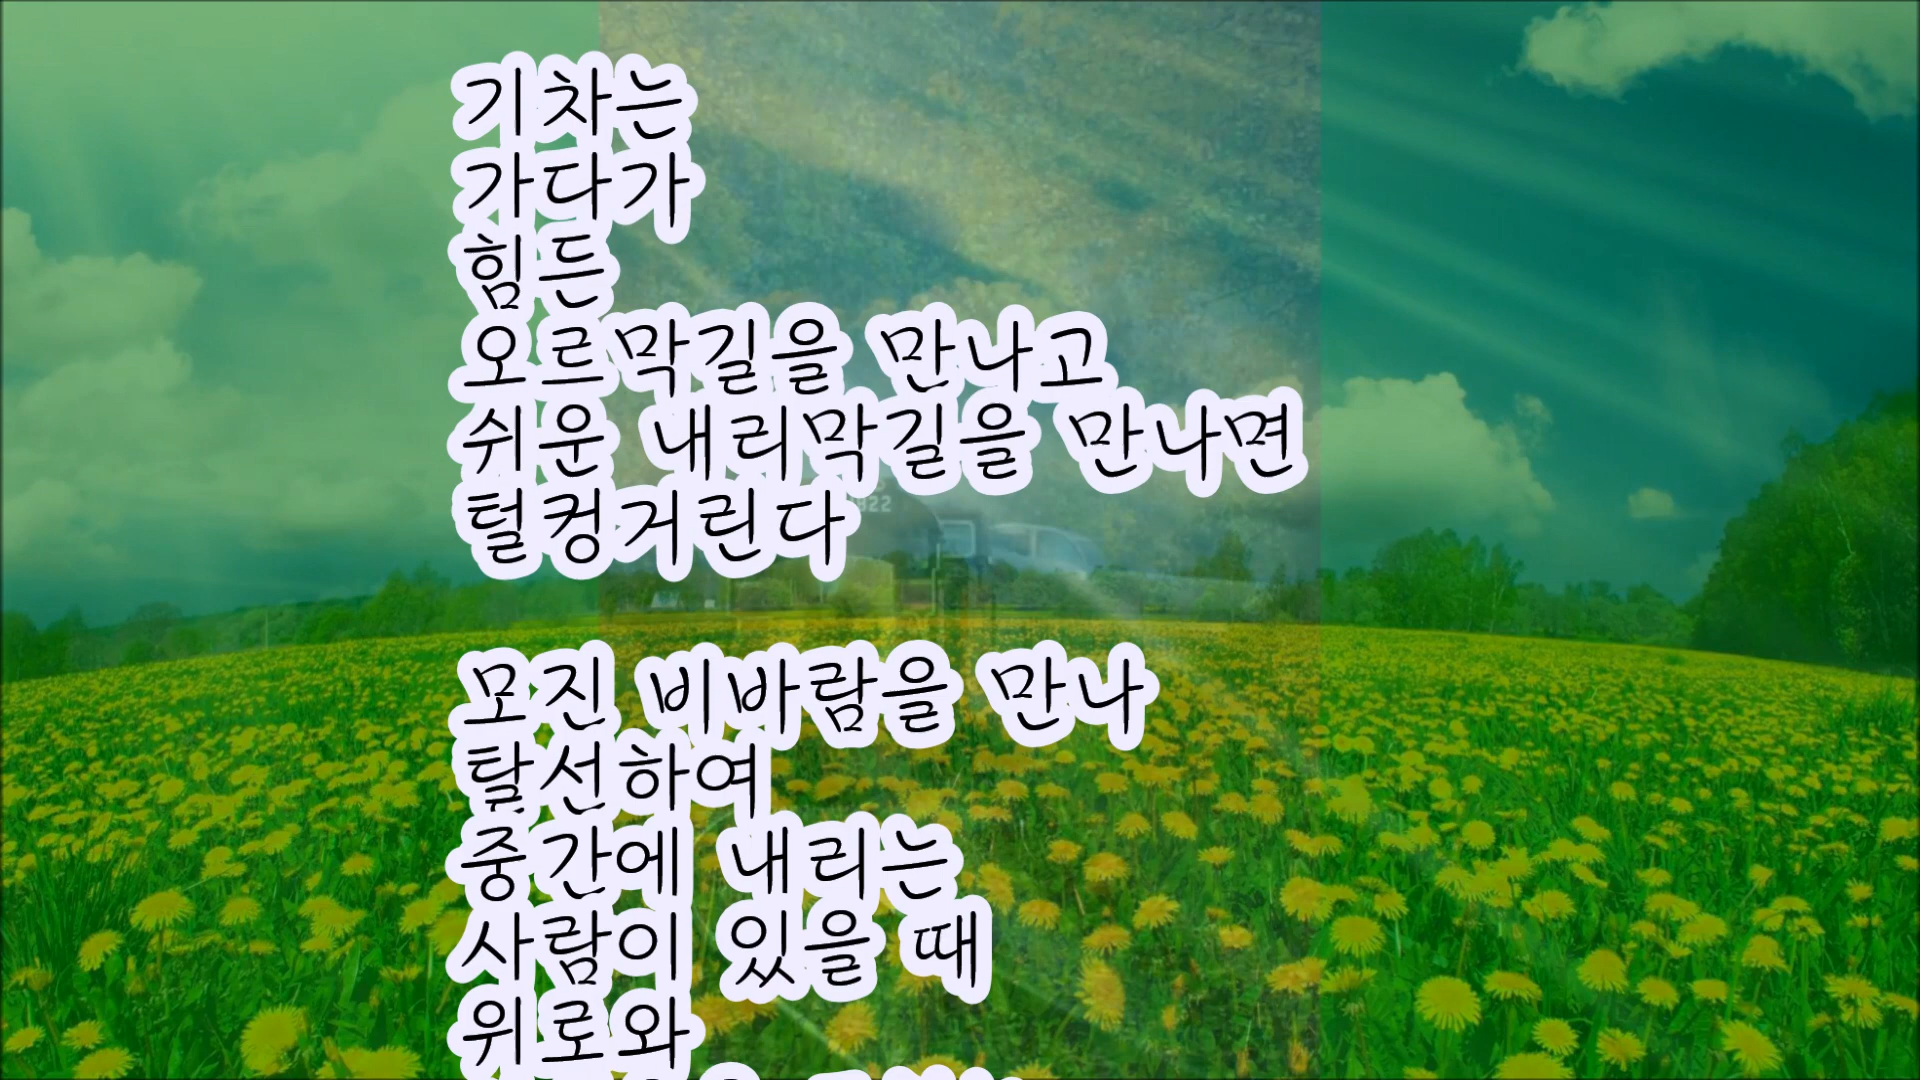 기차는
가다가
힘든
오르막길을 만나고
쉬운 내리막길을 만나면
털컹거린다
822
모진 비바람을 만나
탈선하여
중간에 내리는
사람이 있을 때
위로와